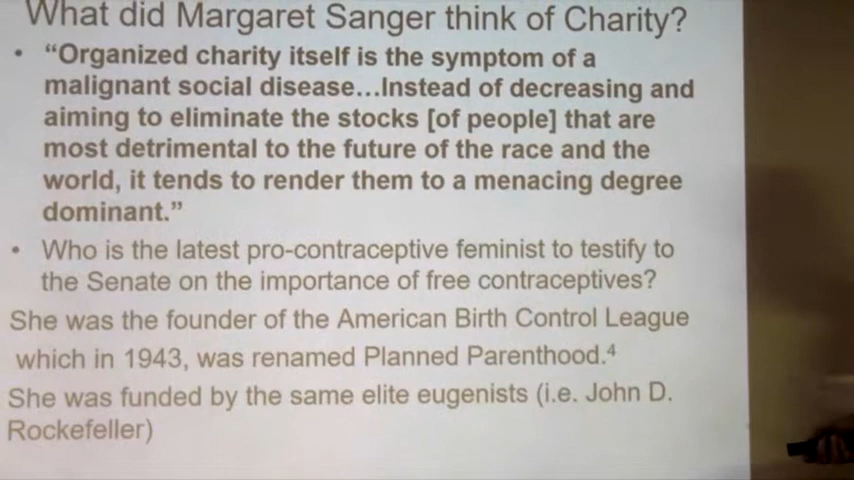 What did Margaret Sanger think of Charity?
• “Organized charity itself is the symptom of a
malignant social disease…Instead of decreasing and
aiming to eliminate the stocks [of people] that are
most detrimental to the future of the race and the
world, it tends to render them to a menacing degree
dominant.”
• Who is the latest pro-contraceptive feminist to testify to
the Senate on the importance of free contraceptives?
She was the founder of the American Birth Control League
which in 1943, was renamed Planned Parenthood.⁴
She was funded by the same elite eugenists (i.e. John D.
Rockefeller)